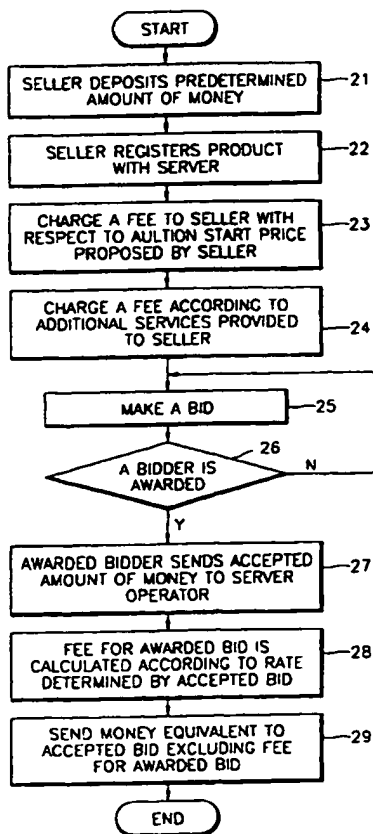 START
SELLER DEPOSITS PREDETERMINED
AMOUNT OF MONEY
21
SELLER REGISTERS PRODUCT
WITH SERVER
22
CHARGE A FEE TO SELLER WITH
RESPECT TO AULTION START PRICE
PROPOSED BY SELLER
23
CHARGE A FEE ACCORDING TO
ADDITIONAL SERVICES PROVIDED
TO SELLER
24
MAKE A BID
25
26
A BIDDER IS
AWARDED
N
Y
AWARDED BIDDER SENDS ACCEPTED
AMOUNT OF MONEY TO SERVER
OPERATOR
27
FEE FOR AWARDED BID IS
CALCULATED ACCORDING TO RATE
DETERMINED BY ACCEPTED BID
28
SEND MONEY EQUIVALENT TO
ACCEPTED BID EXCLUDING FEE
FOR AWARDED BID
29
END